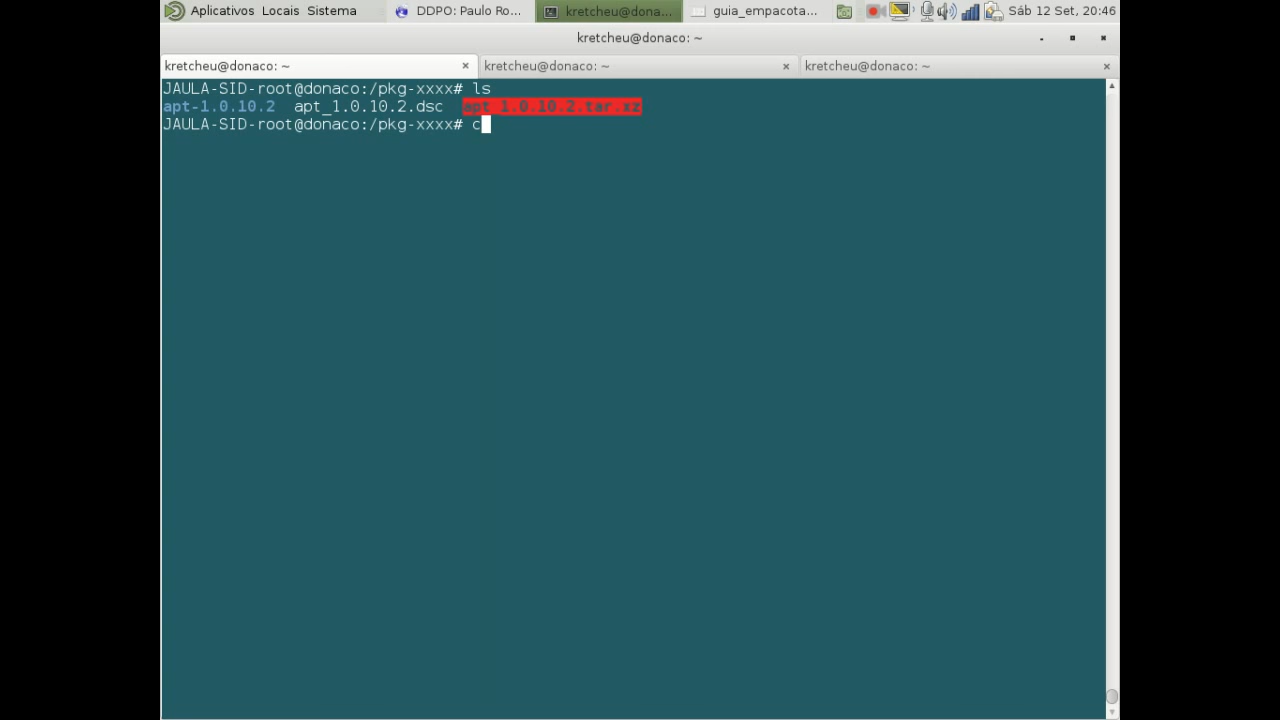 Aplicativos Locais Sistema DDPO: Paulo Ro... kretcheu@dona... guia_empacota... Sáb 12 Set, 20:46
kretcheu@donaco: ~
kretcheu@donaco: ~ kretcheu@donaco: ~ kretcheu@donaco: ~
JAULA-SID-root@donaco:/pkg-xxxx# ls
apt-1.0.10.2 apt_1.0.10.2.dsc apt_1.0.10.2.tar.xz
JAULA-SID-root@donaco:/pkg-xxxx# c